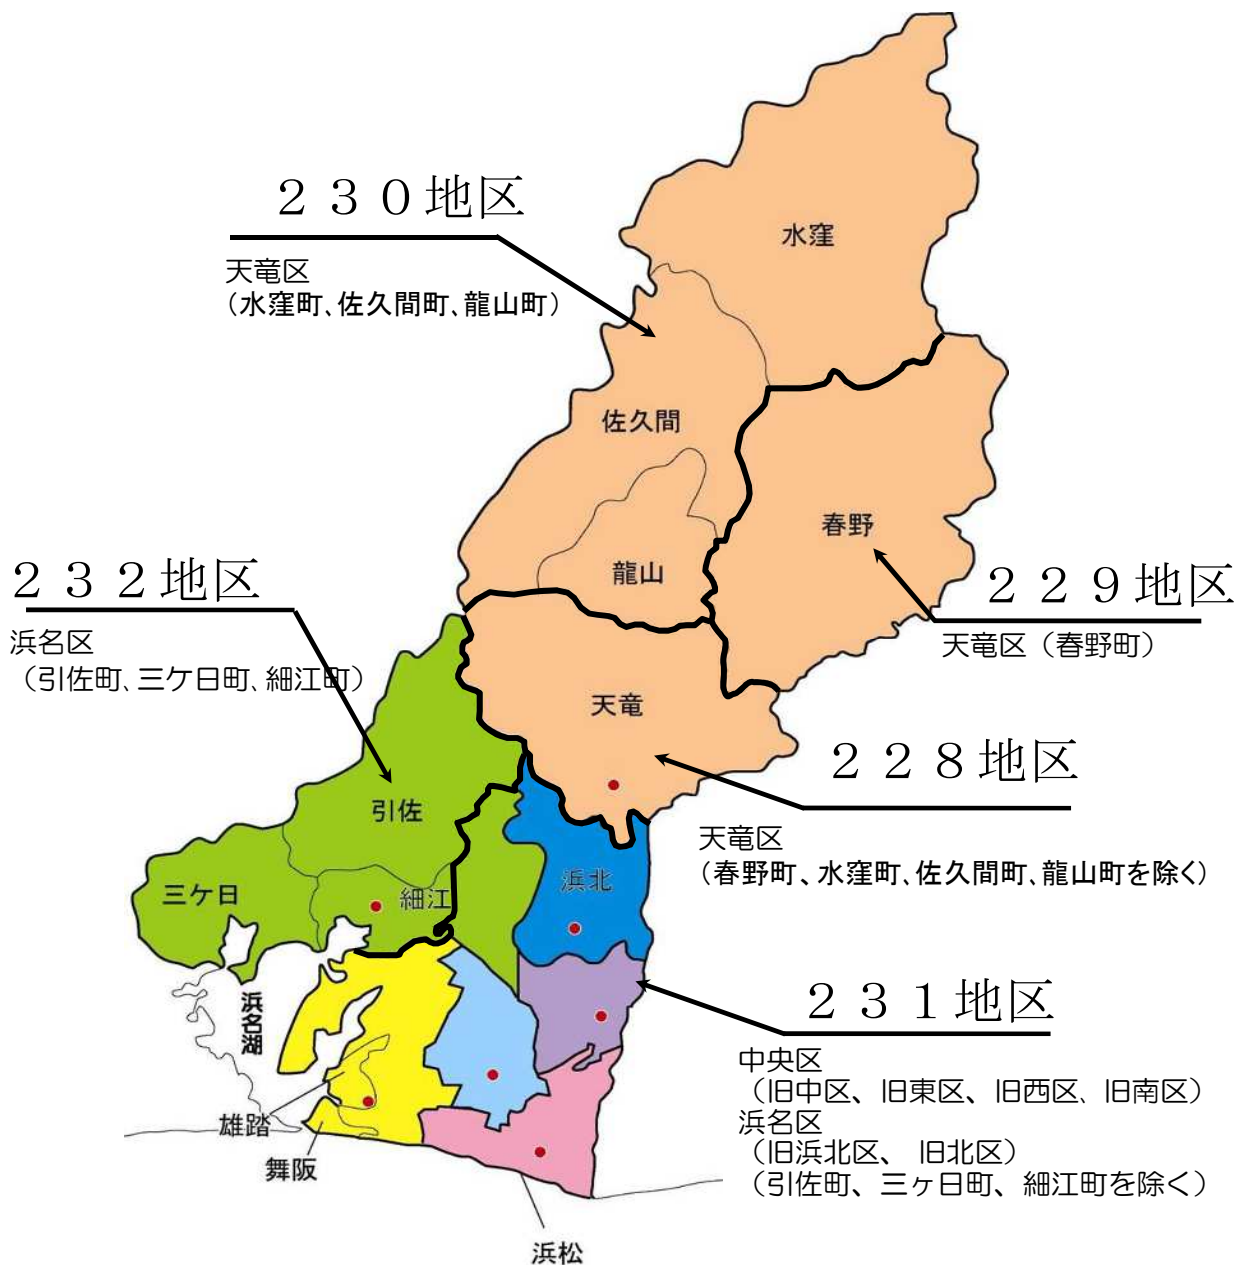 ２３０地区
天竜区
（水窪町、佐久間町、龍山町）
水窪
佐久間
春野
龍山
２３２地区
浜名区
（引佐町、三ケ日町、細江町）
２２９地区
天竜区（春野町）
天竜
２２８地区
天竜区
（春野町、水窪町、佐久間町、龍山町を除く）
引佐
三ケ日
細江
浜北
浜名湖
２３１地区
中央区
（旧中区、旧東区、旧西区、旧南区）
浜名区
（旧浜北区、 旧北区）
（引佐町、三ヶ日町、細江町を除く）
雄踏
舞阪
浜松